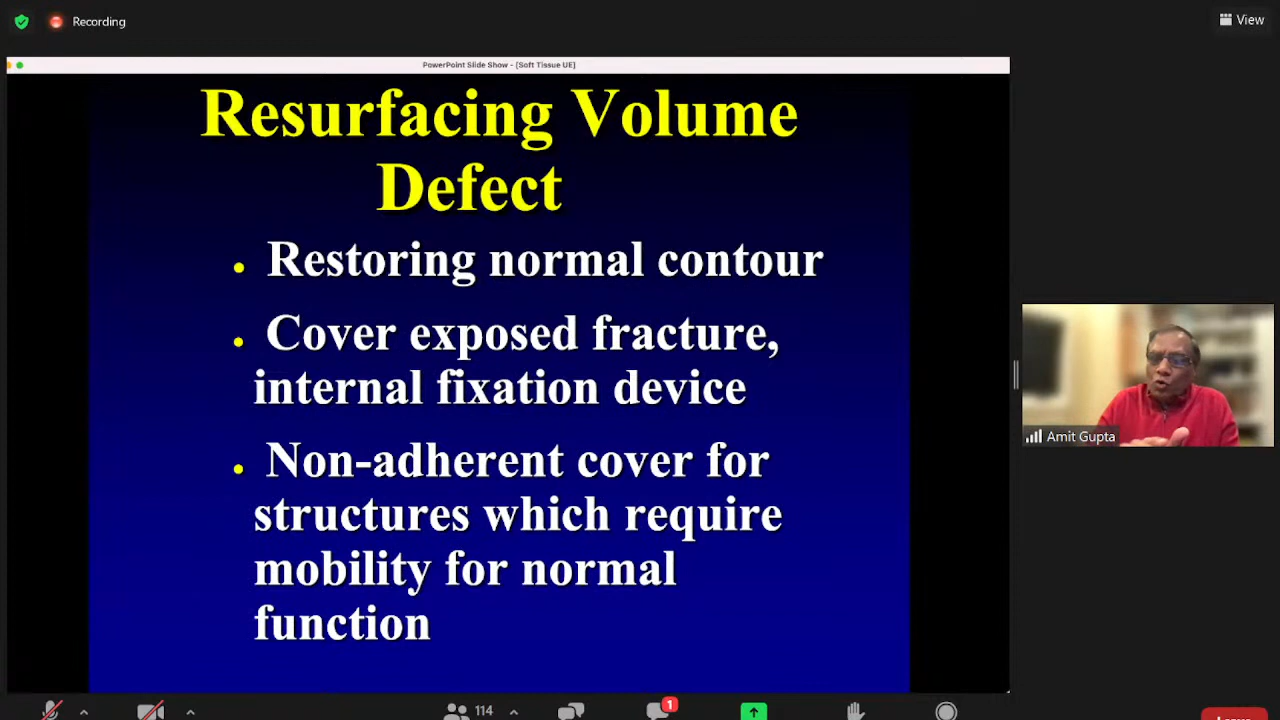 Recording
View
PowerPoint Slide Show - [Soft Tissue UE]
Resurfacing Volume
Defect
• Restoring normal contour
• Cover exposed fracture,
internal fixation device
• Non-adherent cover for
structures which require
mobility for normal
function
Amit Gupta
114
1
Leave